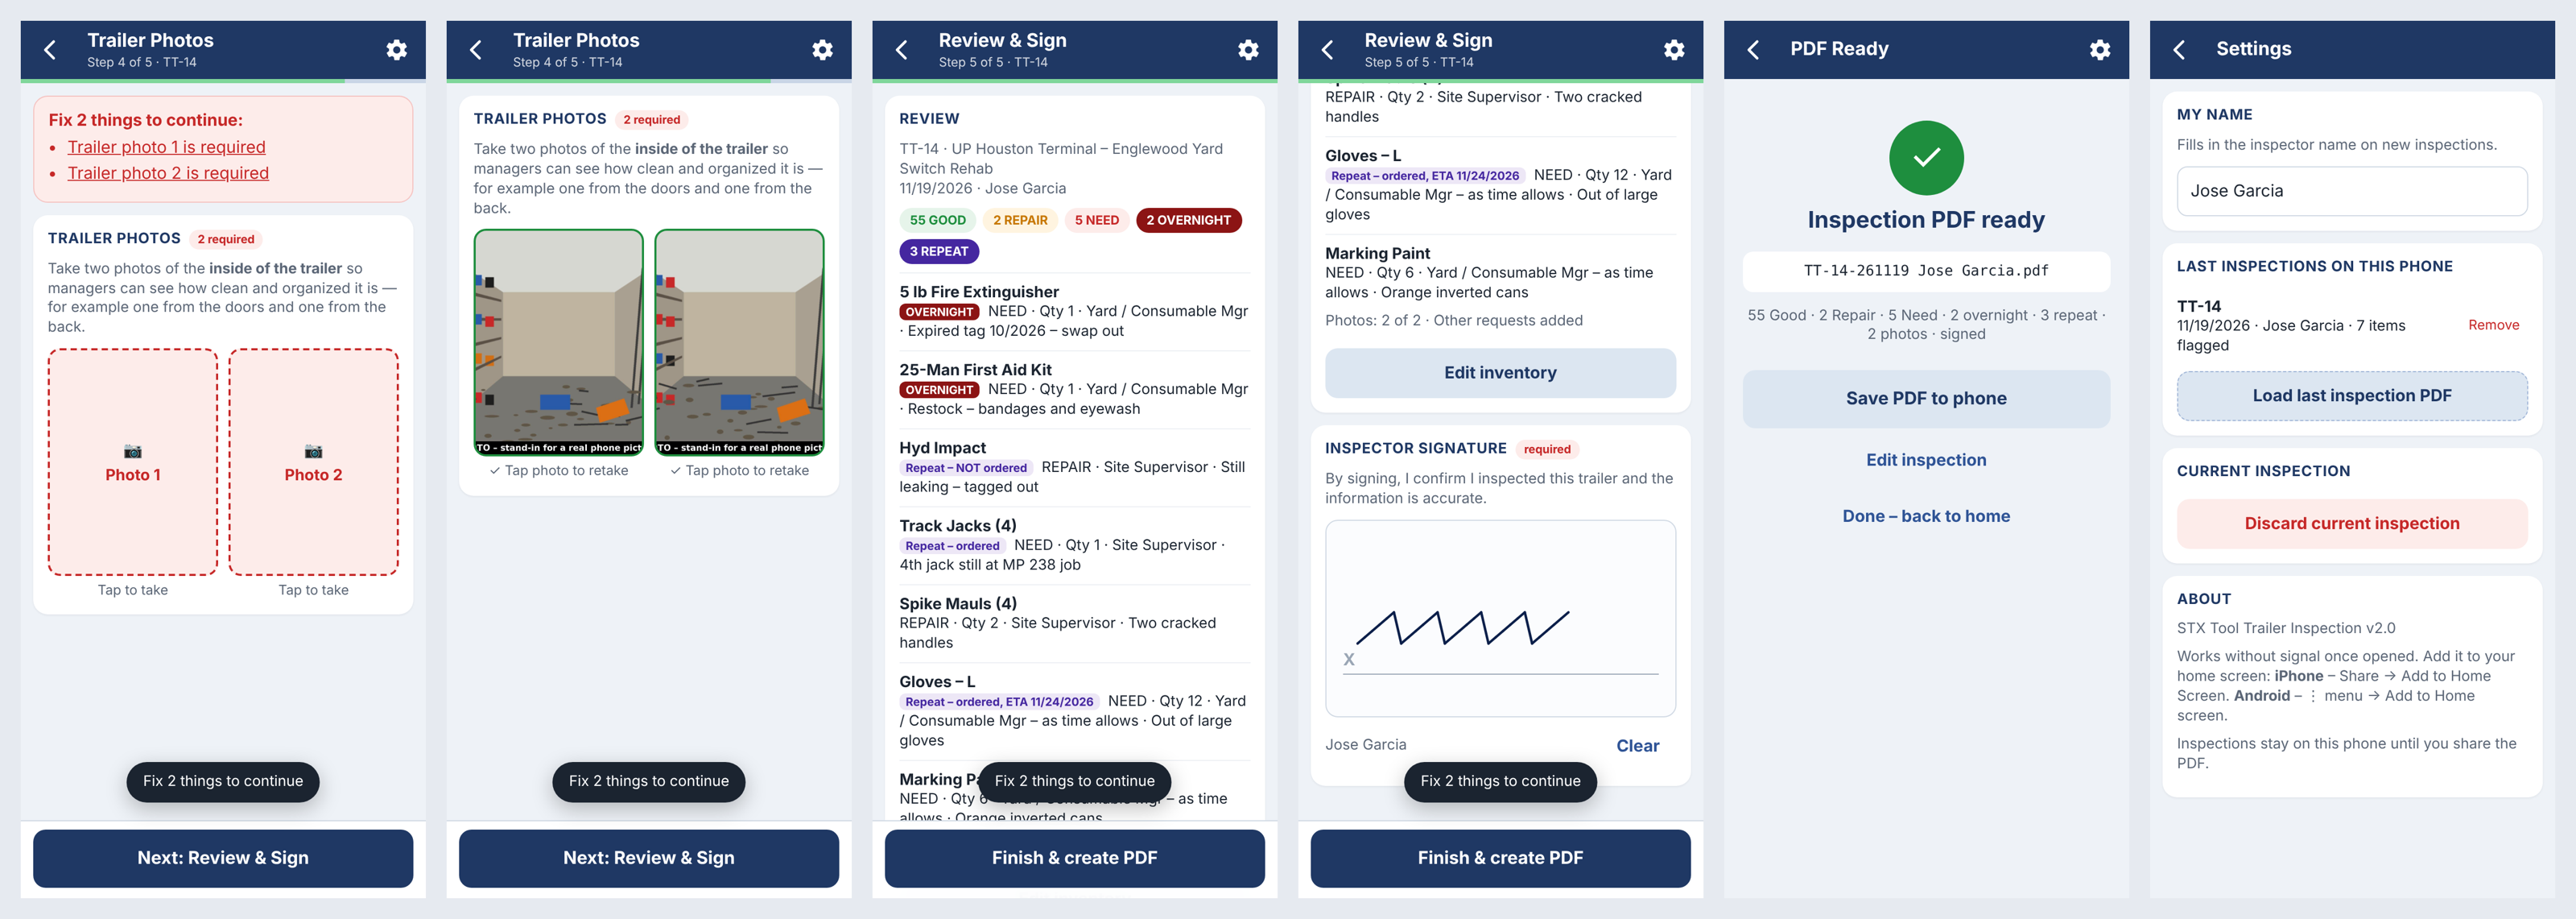 Trailer Photos
Step 4 of 5 · TT-14
Fix 2 things to continue:
• Trailer photo 1 is required
• Trailer photo 2 is required
TRAILER PHOTOS 2 required
Take two photos of the inside of the trailer so
managers can see how clean and organized it is —
for example one from the doors and one from the
back.
Photo 1
Photo 2
Tap to take
Tap to take
Fix 2 things to continue
Next: Review & Sign
Trailer Photos
Step 4 of 5 · TT-14
TRAILER PHOTOS 2 required
Take two photos of the inside of the trailer so
managers can see how clean and organized it is —
for example one from the doors and one from the
back.
TO – stand-in for a real phone pict
TO – stand-in for a real phone pict
✓ Tap photo to retake
✓ Tap photo to retake
Fix 2 things to continue
Next: Review & Sign
Review & Sign
Step 5 of 5 · TT-14
REVIEW
TT-14 · UP Houston Terminal – Englewood Yard
Switch Rehab
11/19/2026 · Jose Garcia
55 GOOD 2 REPAIR 5 NEED 2 OVERNIGHT
3 REPEAT
5 lb Fire Extinguisher
OVERNIGHT NEED · Qty 1 · Yard / Consumable Mgr
· Expired tag 10/2026 – swap out
25-Man First Aid Kit
OVERNIGHT NEED · Qty 1 · Yard / Consumable Mgr
· Restock – bandages and eyewash
Hyd Impact
Repeat – NOT ordered REPAIR · Site Supervisor · Still
leaking – tagged out
Track Jacks (4)
Repeat – ordered NEED · Qty 1 · Site Supervisor ·
4th jack still at MP 238 job
Spike Mauls (4)
REPAIR · Qty 2 · Site Supervisor · Two cracked
handles
Gloves – L
Repeat – ordered, ETA 11/24/2026 NEED · Qty 12 · Yard
/ Consumable Mgr – as time allows · Out of large
gloves
Marking Pa
NEED · Qty 6 · Yard / Consumable Mgr – as time
allows · Orange inverted cans
Fix 2 things to continue
Finish & create PDF
Review & Sign
Step 5 of 5 · TT-14
REPAIR · Qty 2 · Site Supervisor · Two cracked
handles
Gloves – L
Repeat – ordered, ETA 11/24/2026 NEED · Qty 12 · Yard
/ Consumable Mgr – as time allows · Out of large
gloves
Marking Paint
NEED · Qty 6 · Yard / Consumable Mgr – as time
allows · Orange inverted cans
Photos: 2 of 2 · Other requests added
Edit inventory
INSPECTOR SIGNATURE required
By signing, I confirm I inspected this trailer and the
information is accurate.
X
Jose Garcia Clear
Fix 2 things to continue
Finish & create PDF
PDF Ready
Inspection PDF ready
TT-14-261119 Jose Garcia.pdf
55 Good · 2 Repair · 5 Need · 2 overnight · 3 repeat ·
2 photos · signed
Save PDF to phone
Edit inspection
Done – back to home
Settings
MY NAME
Fills in the inspector name on new inspections.
Jose Garcia
LAST INSPECTIONS ON THIS PHONE
TT-14
11/19/2026 · Jose Garcia · 7 items
flagged
Remove
Load last inspection PDF
CURRENT INSPECTION
Discard current inspection
ABOUT
STX Tool Trailer Inspection v2.0
Works without signal once opened. Add it to your
home screen: iPhone – Share → Add to Home
Screen. Android – ⋮ menu → Add to Home
screen.
Inspections stay on this phone until you share the
PDF.